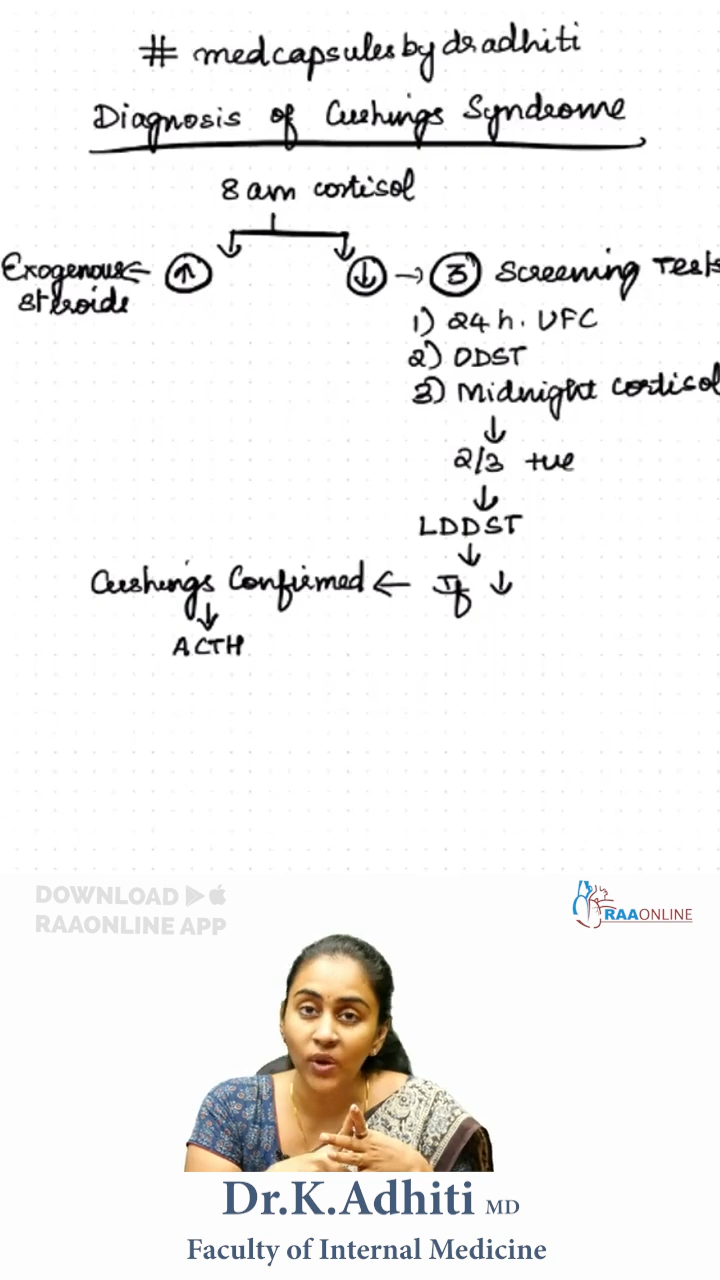 # medcapsules by dr adhiti
Diagnosis of Cushings Syndrome
8 am cortisol
Exogenous steroids ← ↑ ↓ → 3 Screening Tests
1) 24 h. UFC
2) ODST
3) Midnight cortisol
↓
2/3 +ve
↓
LDDST
↓
Cushings Confirmed ← If ↓
↓
ACTH
DOWNLOAD
RAAONLINE APP
RAAONLINE
Dr.K.Adhiti MD
Faculty of Internal Medicine